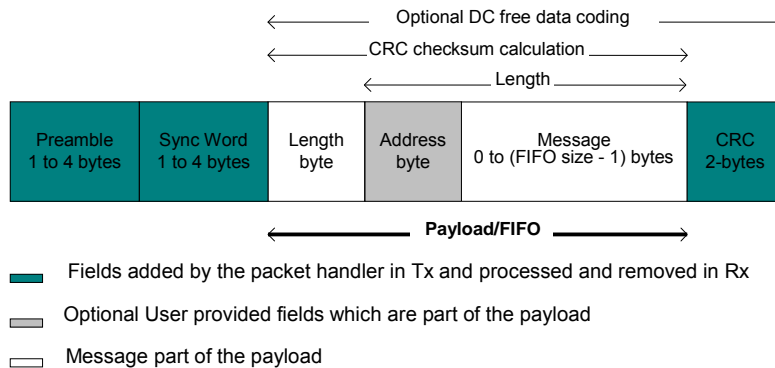 Optional DC free data coding
CRC checksum calculation
Length
Preamble
1 to 4 bytes
Sync Word
1 to 4 bytes
Length
byte
Address
byte
Message
0 to (FIFO size - 1) bytes
CRC
2-bytes
Payload/FIFO
Fields added by the packet handler in Tx and processed and removed in Rx
Optional User provided fields which are part of the payload
Message part of the payload